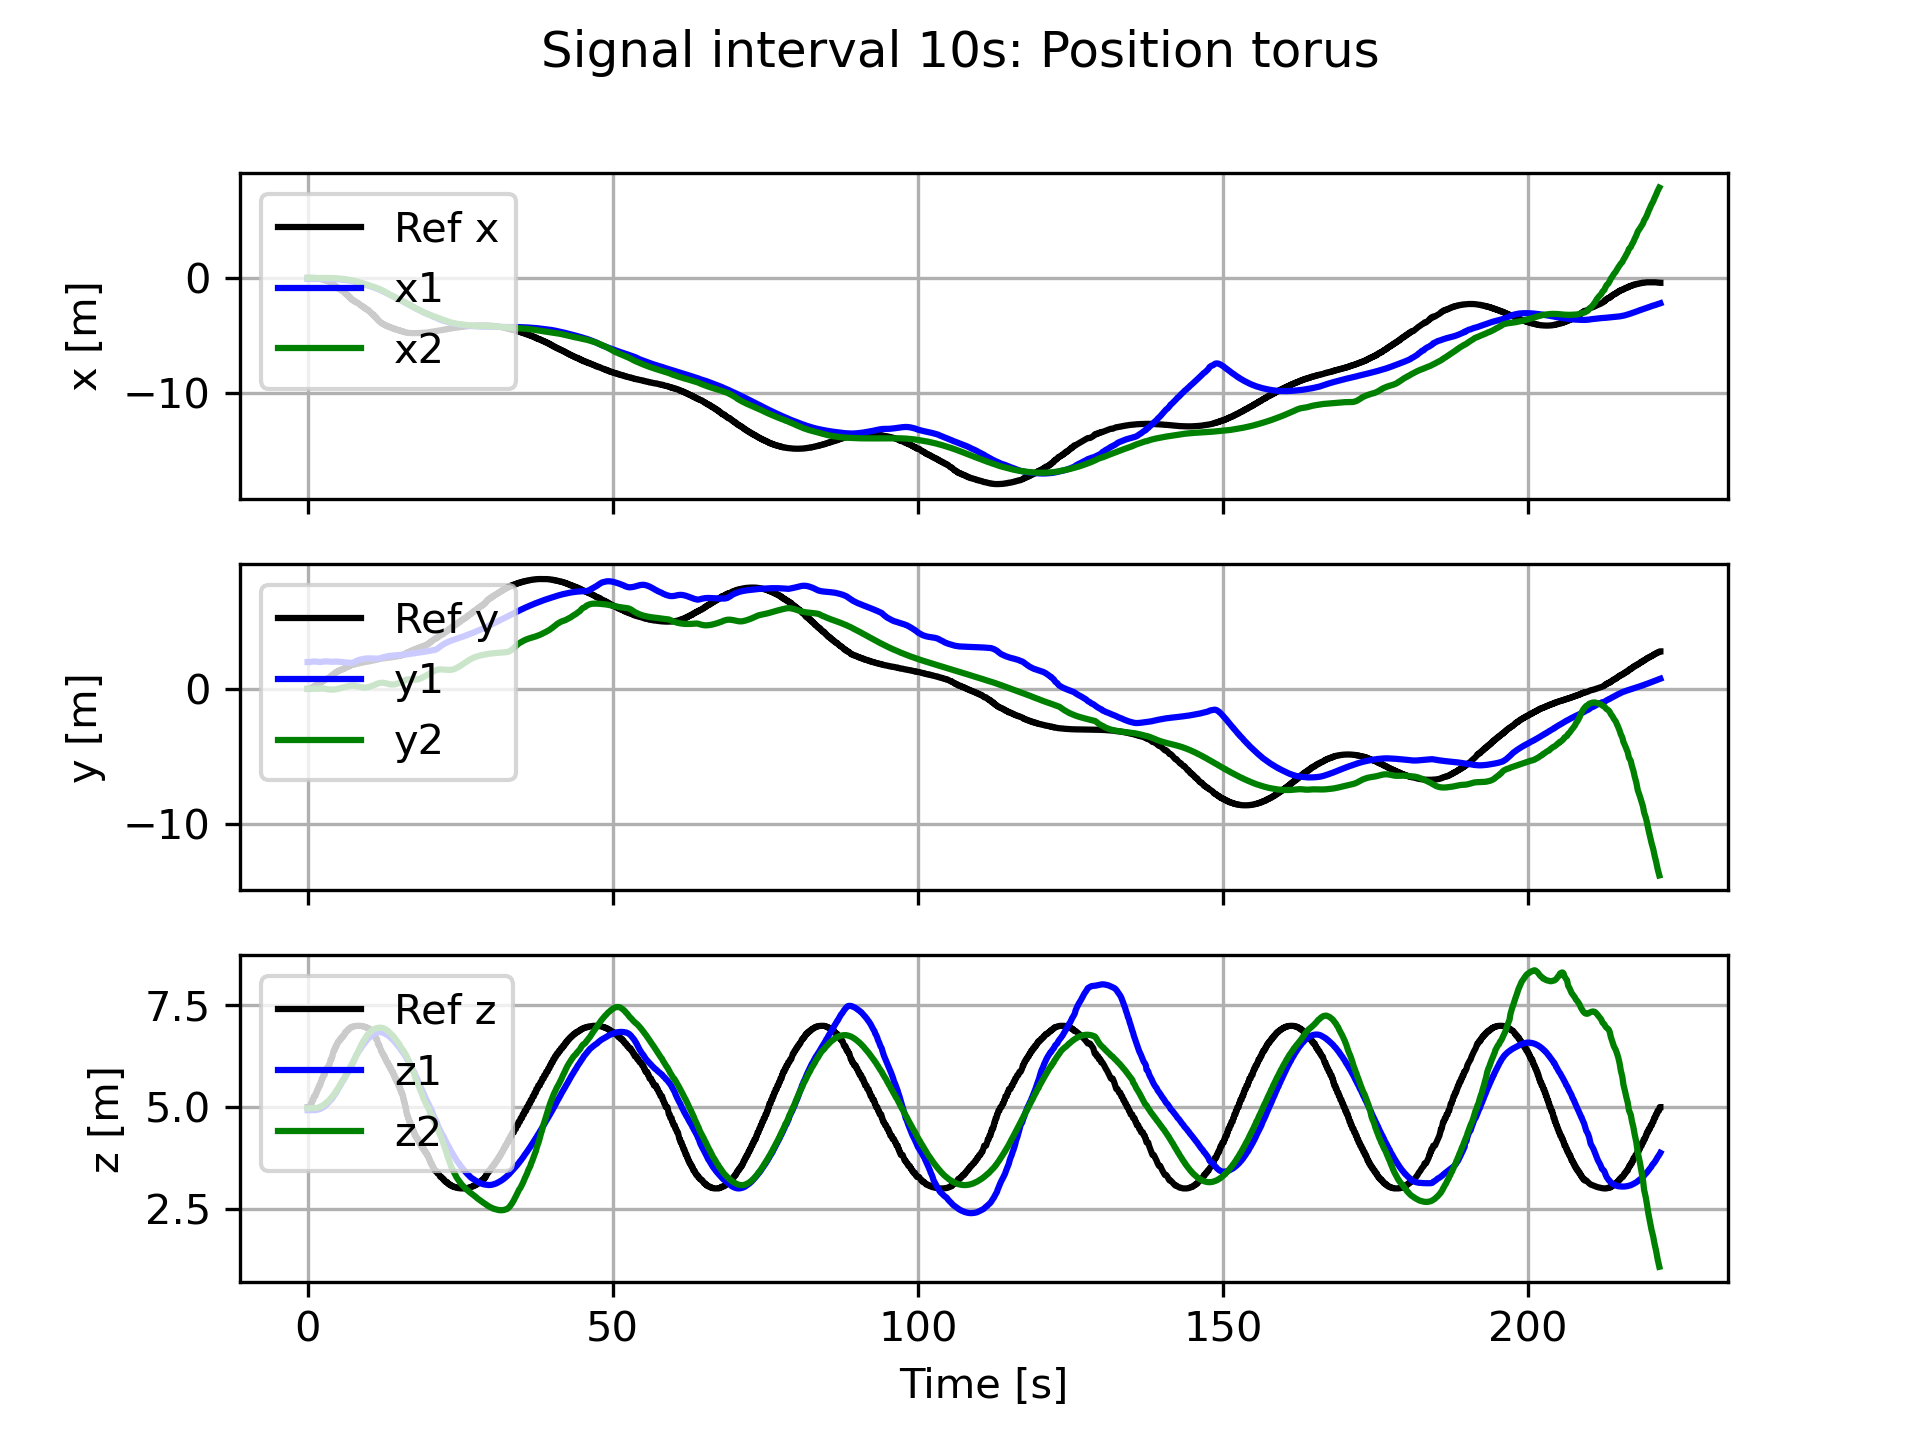 Signal interval 10s: Position torus
x [m]
0
−10
Ref x
x1
x2
y [m]
0
−10
Ref y
y1
y2
z [m]
7.5
5.0
2.5
Ref z
z1
z2
0 50 100 150 200
Time [s]